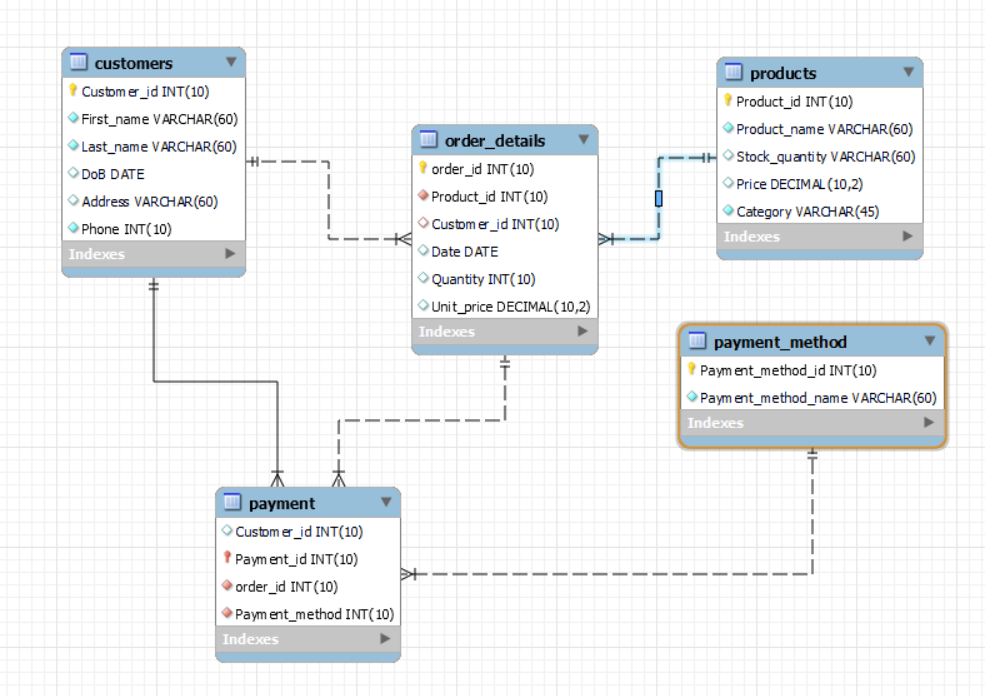 customers
Customer_id INT(10)
First_name VARCHAR(60)
Last_name VARCHAR(60)
DoB DATE
Address VARCHAR(60)
Phone INT(10)
Indexes
order_details
order_id INT(10)
Product_id INT(10)
Customer_id INT(10)
Date DATE
Quantity INT(10)
Unit_price DECIMAL(10,2)
Indexes
products
Product_id INT(10)
Product_name VARCHAR(60)
Stock_quantity VARCHAR(60)
Price DECIMAL(10,2)
Category VARCHAR(45)
Indexes
payment_method
Payment_method_id INT(10)
Payment_method_name VARCHAR(60)
Indexes
payment
Customer_id INT(10)
Payment_id INT(10)
order_id INT(10)
Payment_method INT(10)
Indexes